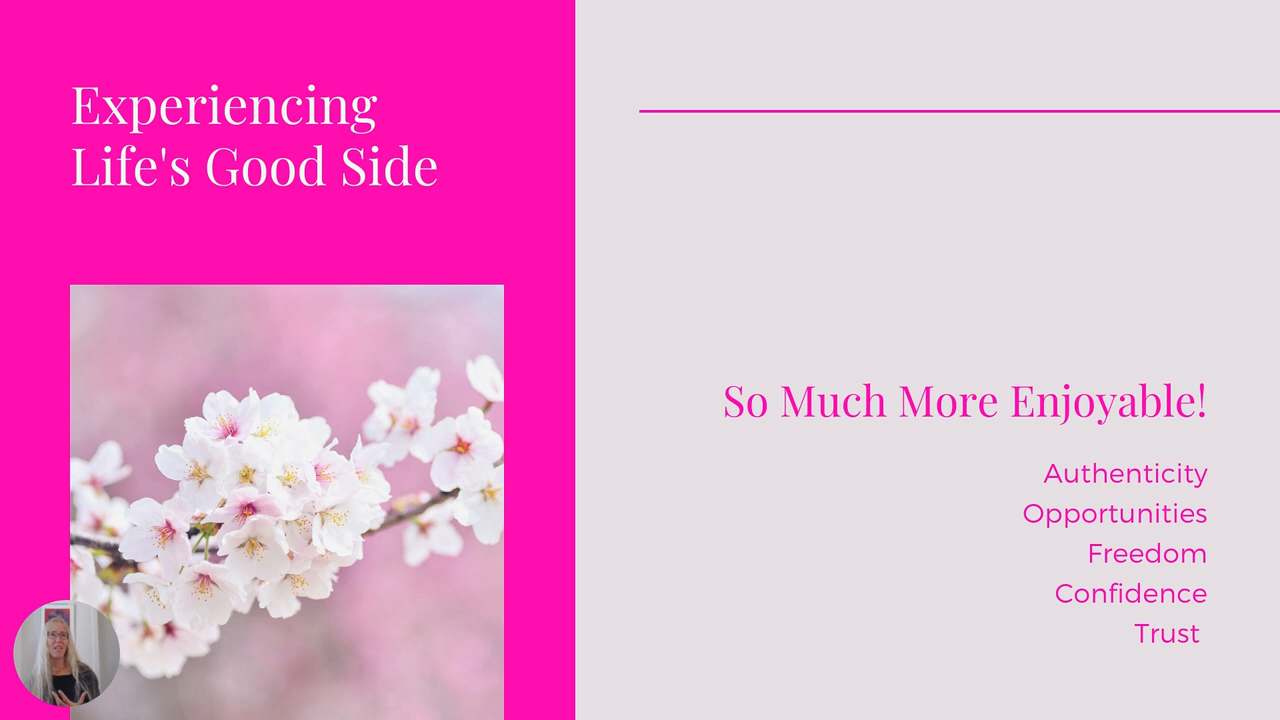 Experiencing
Life's Good Side
So Much More Enjoyable!
Authenticity
Opportunities
Freedom
Confidence
Trust